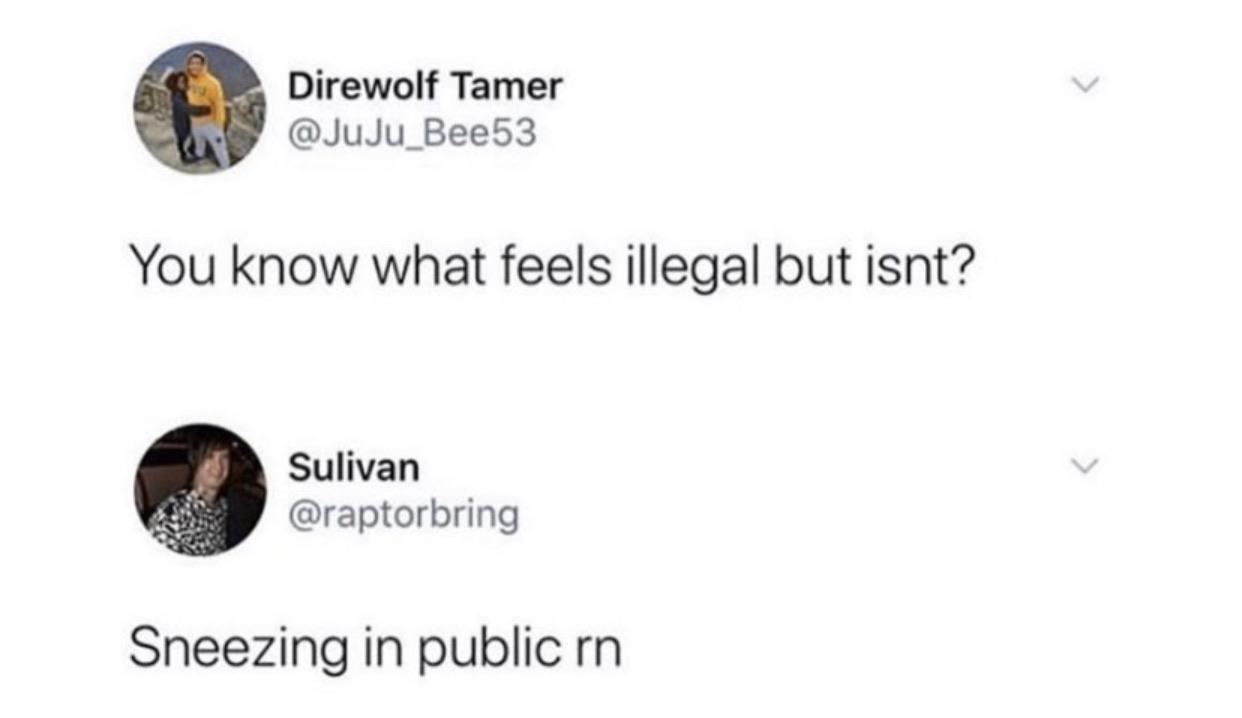 Direwolf Tamer
@JuJu_Bee53
You know what feels illegal but isnt?
Sulivan
@raptorbring
Sneezing in public rn